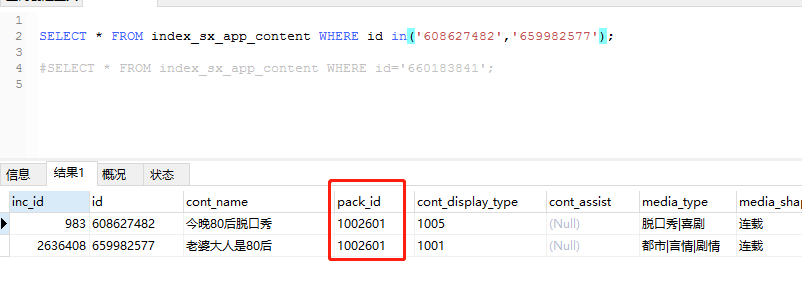 1
2 SELECT * FROM index_sx_app_content WHERE id in('608627482','659982577');
3
4 #SELECT * FROM index_sx_app_content WHERE id='660183841';
5
信息 结果1 概况 状态
inc_id id cont_name pack_id cont_display_type cont_assist media_type media_shap
983 608627482 今晚80后脱口秀 1002601 1005 (Null) 脱口秀|喜剧 连载
2636408 659982577 老婆大人是80后 1002601 1001 (Null) 都市|言情|剧情 连载